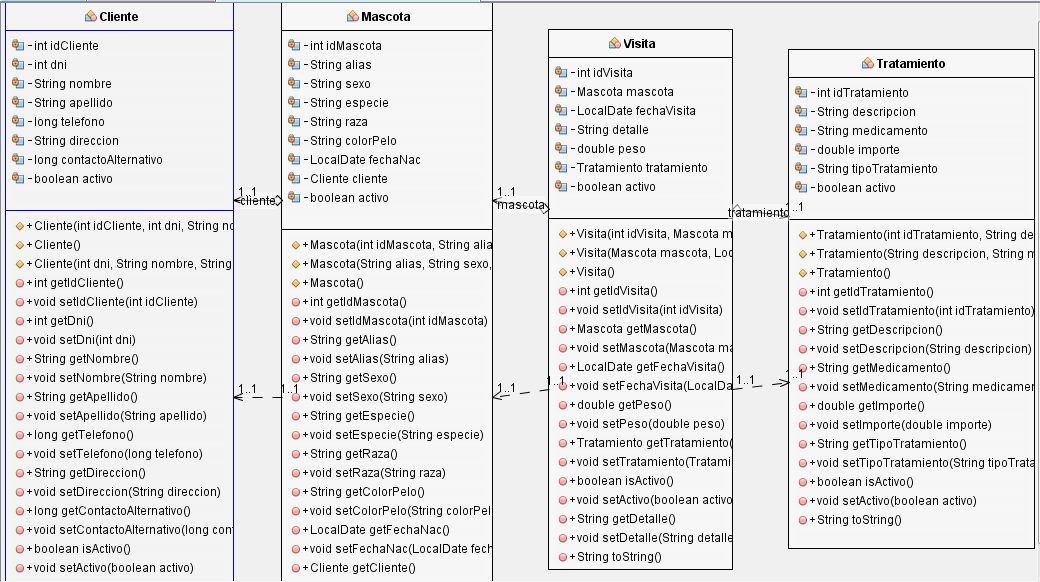 Cliente
-int idCliente
-int dni
-String nombre
-String apellido
-long telefono
-String direccion
-long contactoAlternativo
-boolean activo
+Cliente(int idCliente, int dni, String no
+Cliente()
+Cliente(int dni, String nombre, String
+int getIdCliente()
+void setIdCliente(int idCliente)
+int getDni()
+void setDni(int dni)
+String getNombre()
+void setNombre(String nombre)
+String getApellido()
+void setApellido(String apellido)
+long getTelefono()
+void setTelefono(long telefono)
+String getDireccion()
+void setDireccion(String direccion)
+long getContactoAlternativo()
+void setContactoAlternativo(long cont
+boolean isActivo()
+void setActivo(boolean activo)
1..1
cliente
1..1
1..1
Mascota
-int idMascota
-String alias
-String sexo
-String especie
-String raza
-String colorPelo
-LocalDate fechaNac
-Cliente cliente
-boolean activo
+Mascota(int idMascota, String alia
+Mascota(String alias, String sexo,
+Mascota()
+int getIdMascota()
+void setIdMascota(int idMascota)
+String getAlias()
+void setAlias(String alias)
+String getSexo()
+void setSexo(String sexo)
+String getEspecie()
+void setEspecie(String especie)
+String getRaza()
+void setRaza(String raza)
+String getColorPelo()
+void setColorPelo(String colorPel
+LocalDate getFechaNac()
+void setFechaNac(LocalDate fech
+Cliente getCliente()
1..1
mascota
1..1
1..1
Visita
-int idVisita
-Mascota mascota
-LocalDate fechaVisita
-String detalle
-double peso
-Tratamiento tratamiento
-boolean activo
+Visita(int idVisita, Mascota m
+Visita(Mascota mascota, Loc
+Visita()
+int getIdVisita()
+void setIdVisita(int idVisita)
+Mascota getMascota()
+void setMascota(Mascota ma
+LocalDate getFechaVisita()
+void setFechaVisita(LocalDa
+double getPeso()
+void setPeso(double peso)
+Tratamiento getTratamiento(
+void setTratamiento(Tratami
+boolean isActivo()
+void setActivo(boolean activo
+String getDetalle()
+void setDetalle(String detalle
+String toString()
1..1
tratamiento
1..1
1..1
Tratamiento
-int idTratamiento
-String descripcion
-String medicamento
-double importe
-String tipoTratamiento
-boolean activo
+Tratamiento(int idTratamiento, String de
+Tratamiento(String descripcion, String m
+Tratamiento()
+int getIdTratamiento()
+void setIdTratamiento(int idTratamiento)
+String getDescripcion()
+void setDescripcion(String descripcion)
+String getMedicamento()
+void setMedicamento(String medicamen
+double getImporte()
+void setImporte(double importe)
+String getTipoTratamiento()
+void setTipoTratamiento(String tipoTrata
+boolean isActivo()
+void setActivo(boolean activo)
+String toString()